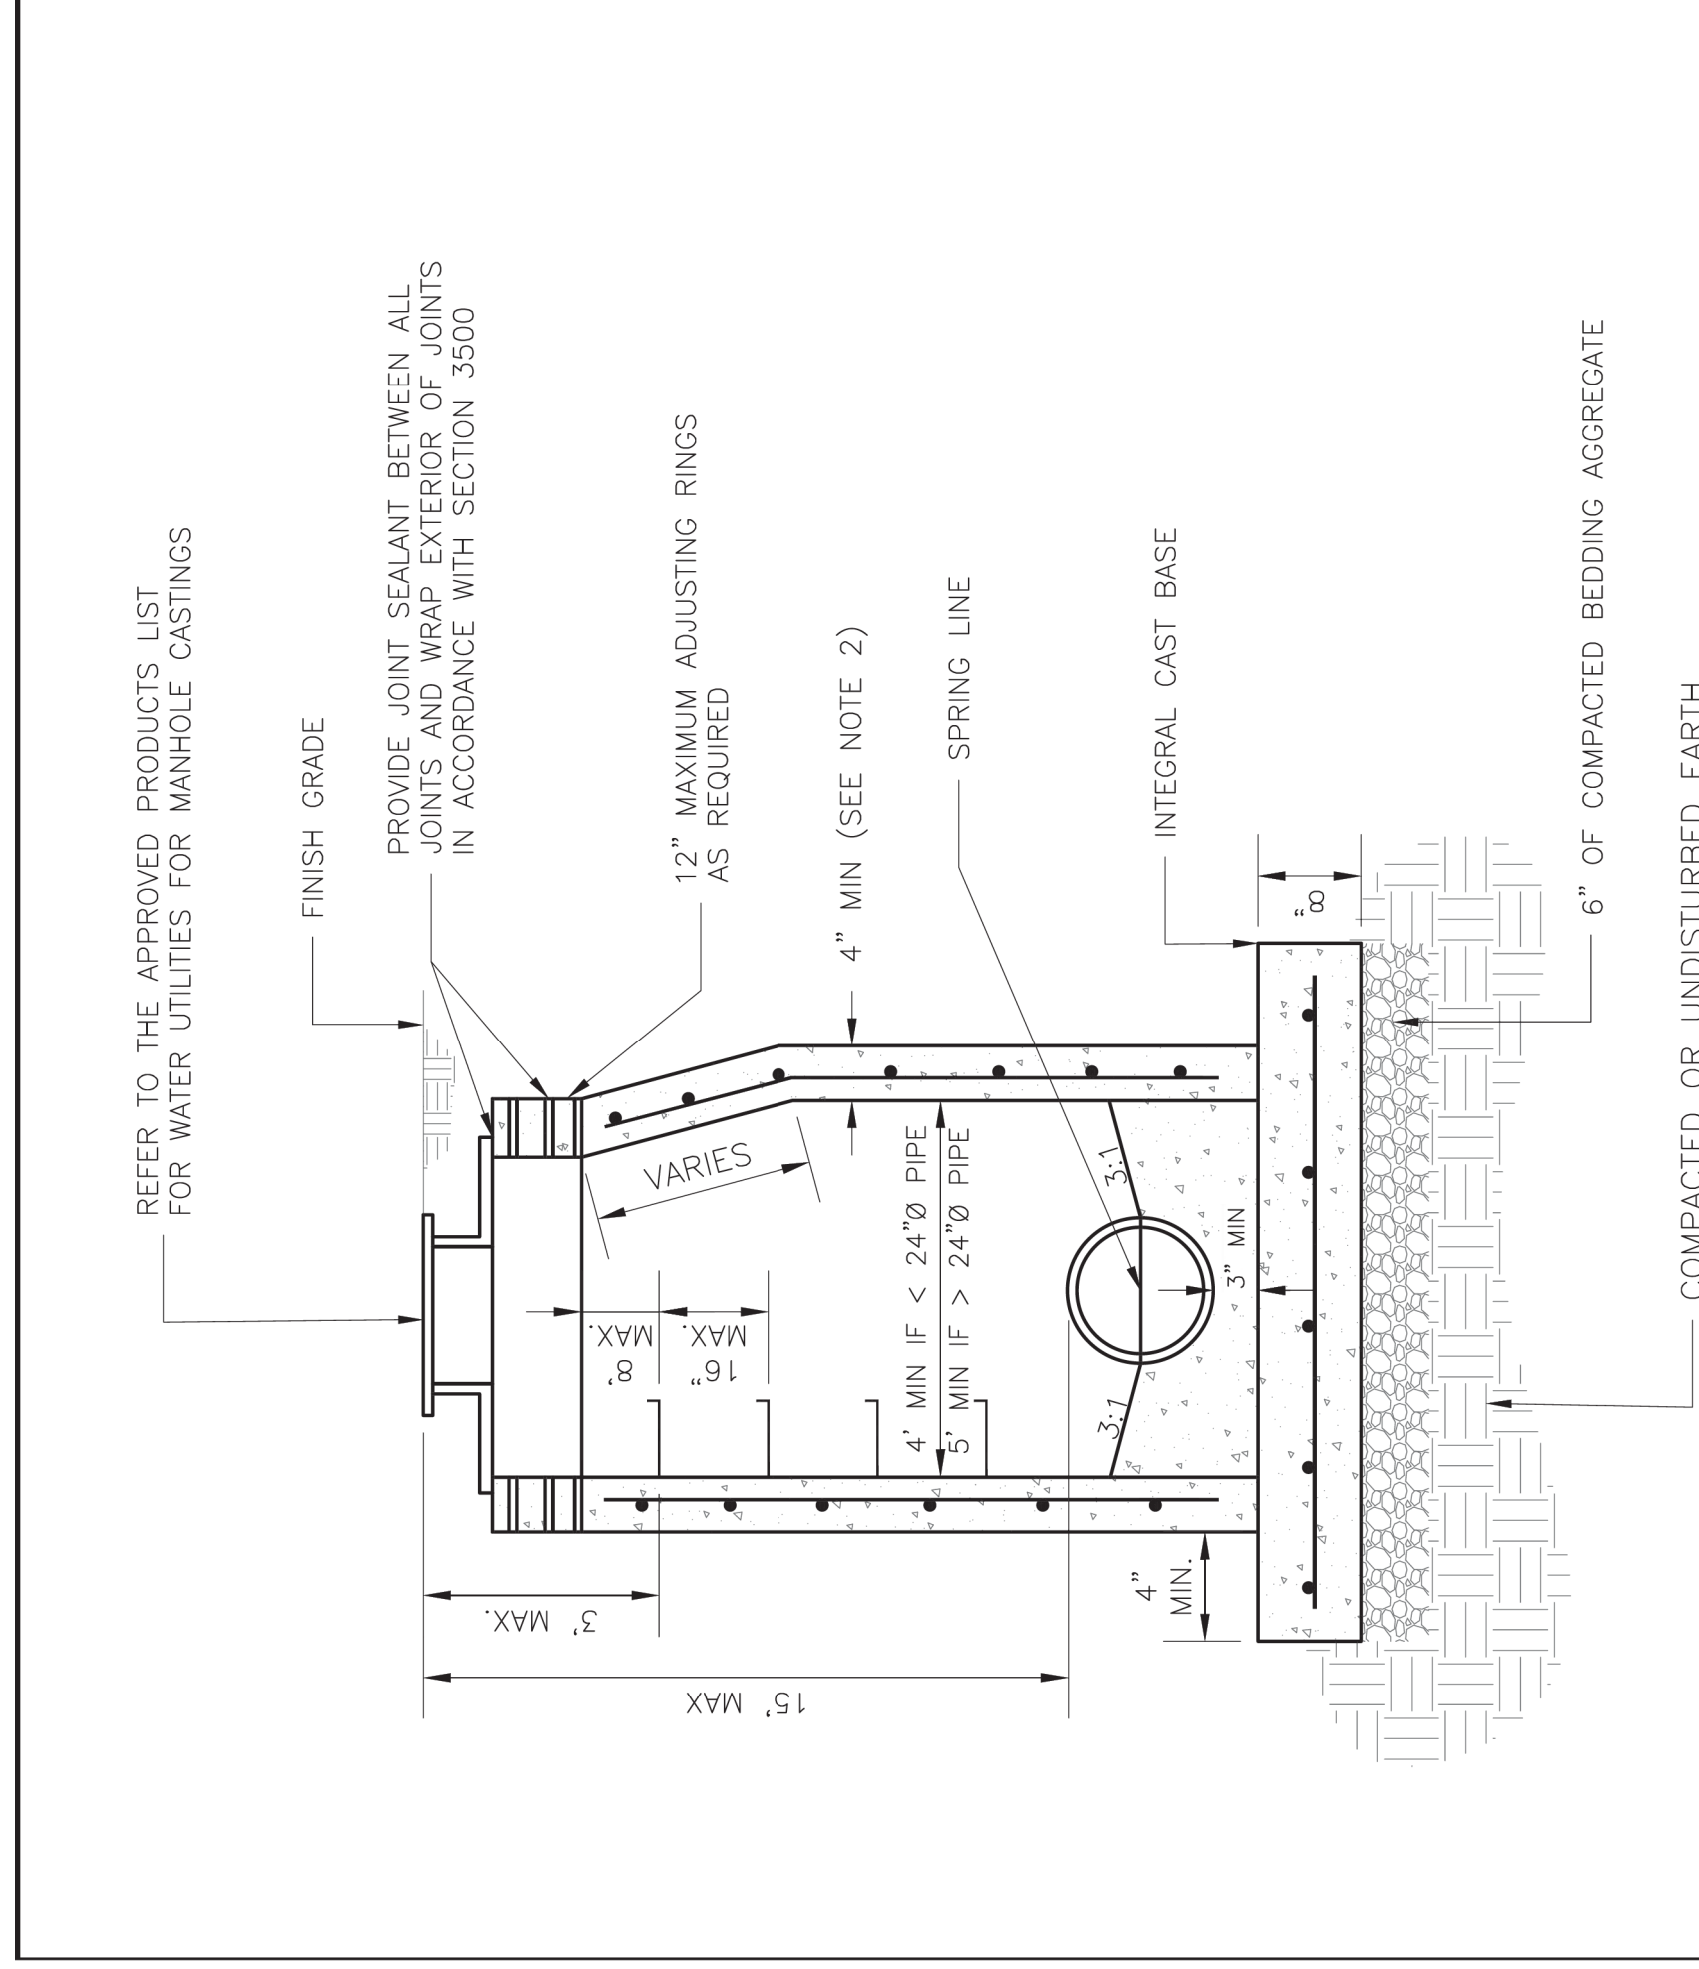 REFER TO THE APPROVED PRODUCTS LIST
FOR WATER UTILITIES FOR MANHOLE CASTINGS
FINISH GRADE
PROVIDE JOINT SEALANT BETWEEN ALL
JOINTS AND WRAP EXTERIOR OF JOINTS
IN ACCORDANCE WITH SECTION 3500
12" MAXIMUM ADJUSTING RINGS
AS REQUIRED
4" MIN (SEE NOTE 2)
SPRING LINE
INTEGRAL CAST BASE
8"
6" OF COMPACTED BEDDING AGGREGATE
COMPACTED OR UNDISTURBED EARTH
VARIES
8'
MAX.
16"
MAX.
4' MIN IF < 24"Ø PIPE
5' MIN IF > 24"Ø PIPE
3:1
3:1
3" MIN
4"
MIN.
3' MAX.
15' MAX